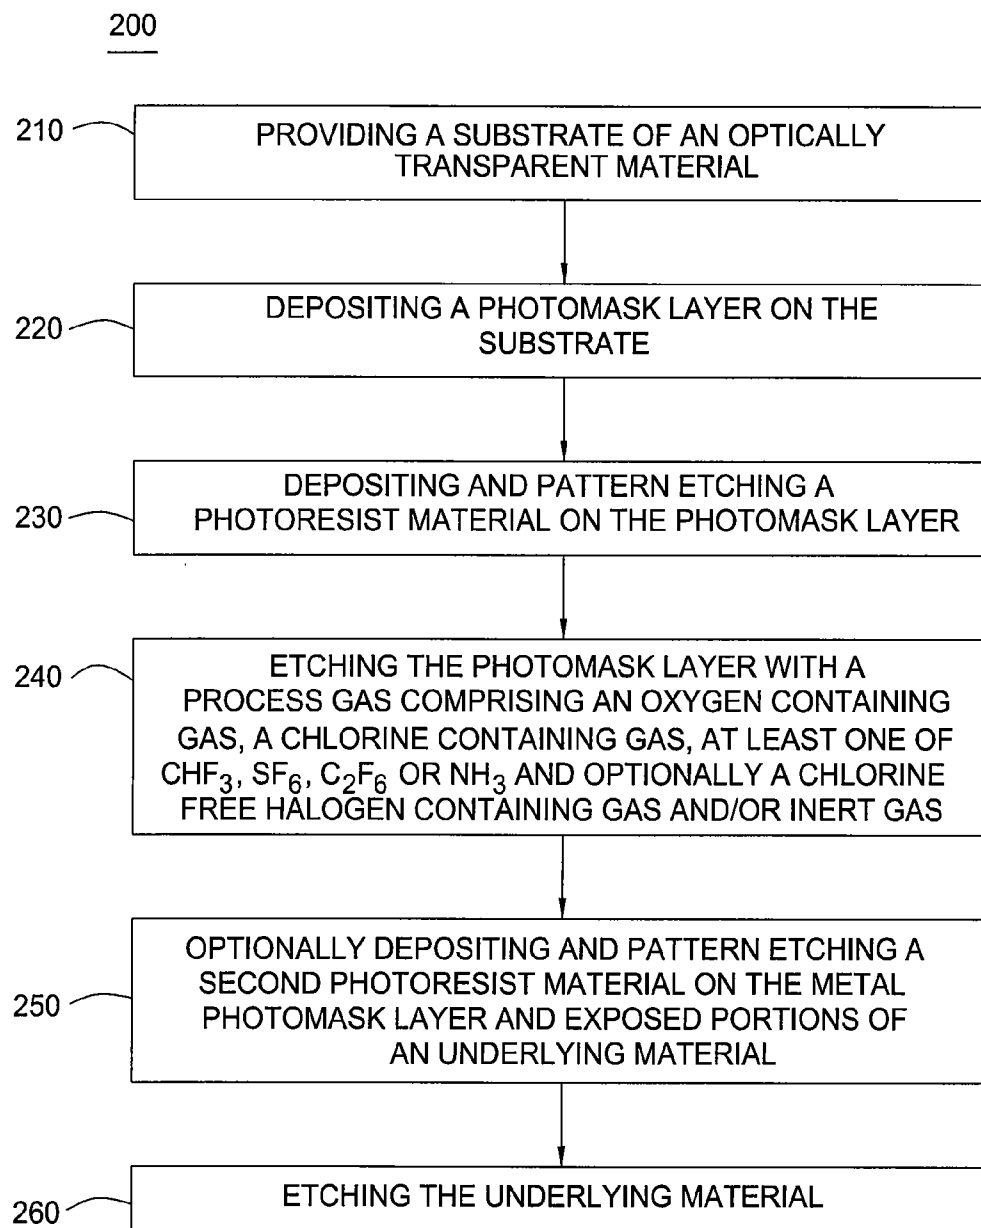 200
210
PROVIDING A SUBSTRATE OF AN OPTICALLY
TRANSPARENT MATERIAL
220
DEPOSITING A PHOTOMASK LAYER ON THE
SUBSTRATE
230
DEPOSITING AND PATTERN ETCHING A
PHOTORESIST MATERIAL ON THE PHOTOMASK LAYER
240
ETCHING THE PHOTOMASK LAYER WITH A
PROCESS GAS COMPRISING AN OXYGEN CONTAINING
GAS, A CHLORINE CONTAINING GAS, AT LEAST ONE OF
CHF3, SF6, C2F6 OR NH3 AND OPTIONALLY A CHLORINE
FREE HALOGEN CONTAINING GAS AND/OR INERT GAS
250
OPTIONALLY DEPOSITING AND PATTERN ETCHING A
SECOND PHOTORESIST MATERIAL ON THE METAL
PHOTOMASK LAYER AND EXPOSED PORTIONS OF
AN UNDERLYING MATERIAL
260
ETCHING THE UNDERLYING MATERIAL